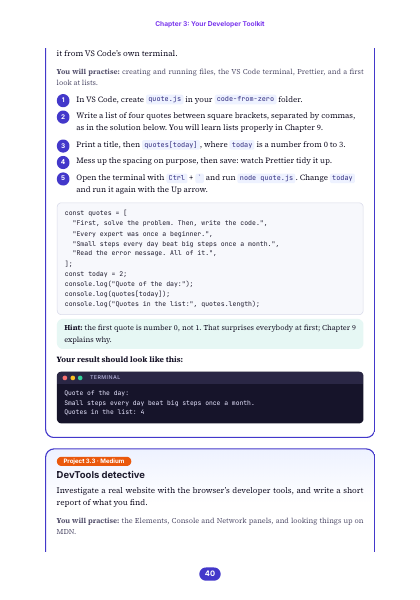 Chapter 3: Your Developer Toolkit
it from VS Code’s own terminal.
You will practise: creating and running files, the VS Code terminal, Prettier, and a first
look at lists.
1 In VS Code, create quote.js in your code-from-zero folder.
2 Write a list of four quotes between square brackets, separated by commas,
as in the solution below. You will learn lists properly in Chapter 9.
3 Print a title, then quotes[today], where today is a number from 0 to 3.
4 Mess up the spacing on purpose, then save: watch Prettier tidy it up.
5 Open the terminal with Ctrl + ` and run node quote.js. Change today
and run it again with the Up arrow.
const quotes = [
"First, solve the problem. Then, write the code.",
"Every expert was once a beginner.",
"Small steps every day beat big steps once a month.",
"Read the error message. All of it.",
];
const today = 2;
console.log("Quote of the day:");
console.log(quotes[today]);
console.log("Quotes in the list:", quotes.length);
Hint: the first quote is number 0, not 1. That surprises everybody at first; Chapter 9
explains why.
Your result should look like this:
TERMINAL
Quote of the day:
Small steps every day beat big steps once a month.
Quotes in the list: 4
Project 3.3 · Medium
DevTools detective
Investigate a real website with the browser’s developer tools, and write a short
report of what you find.
You will practise: the Elements, Console and Network panels, and looking things up on
MDN.
40